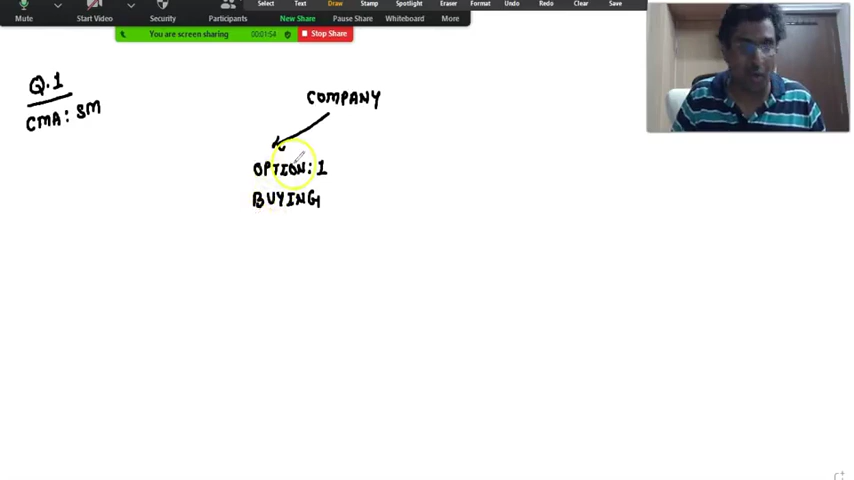 Select Text Draw Stamp Spotlight Eraser Format Undo Redo Clear Save
Mute Start Video Security Participants New Share Pause Share Whiteboard More
You are screen sharing 00:01:54 Stop Share
Q.1
CMA: SM
COMPANY
OPTION: 1
BUYING